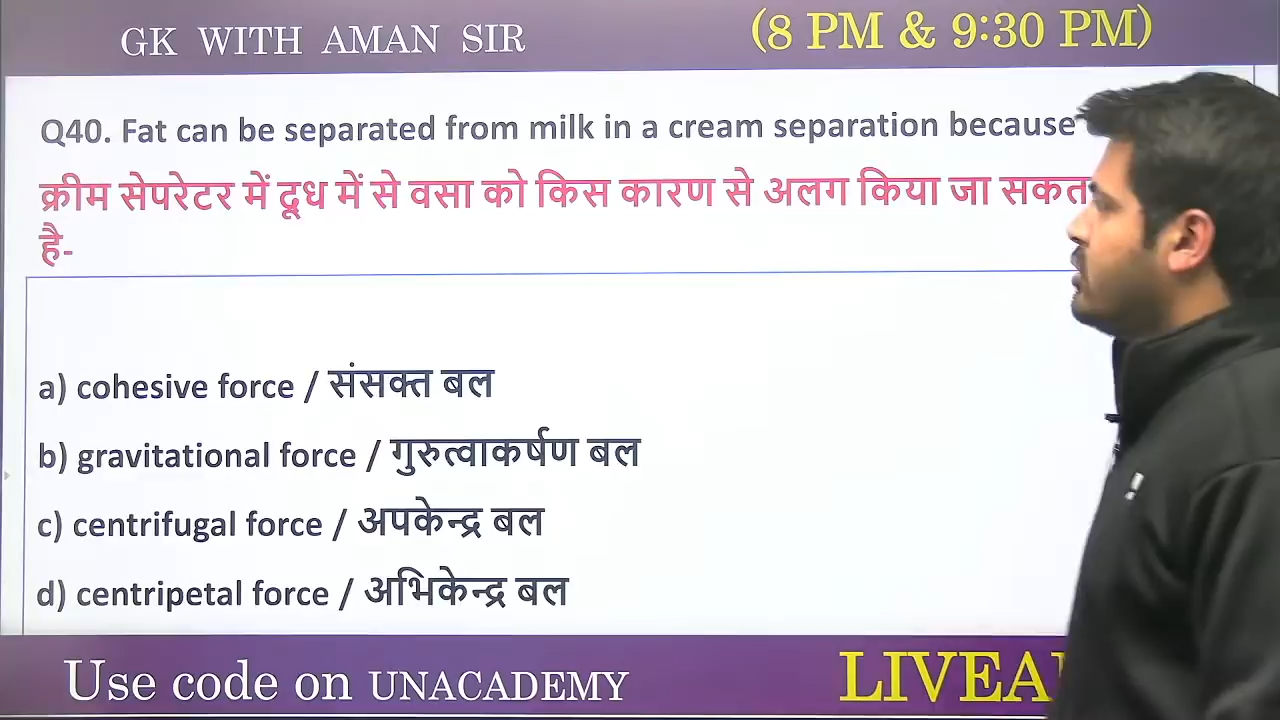 GK WITH AMAN SIR
(8 PM & 9:30 PM)
Q40. Fat can be separated from milk in a cream separation because
क्रीम सेपरेटर में दूध में से वसा को किस कारण से अलग किया जा सकत
है-
a) cohesive force / संसक्त बल
b) gravitational force / गुरुत्वाकर्षण बल
c) centrifugal force / अपकेन्द्र बल
d) centripetal force / अभिकेन्द्र बल
Use code on UNACADEMY
LIVEA